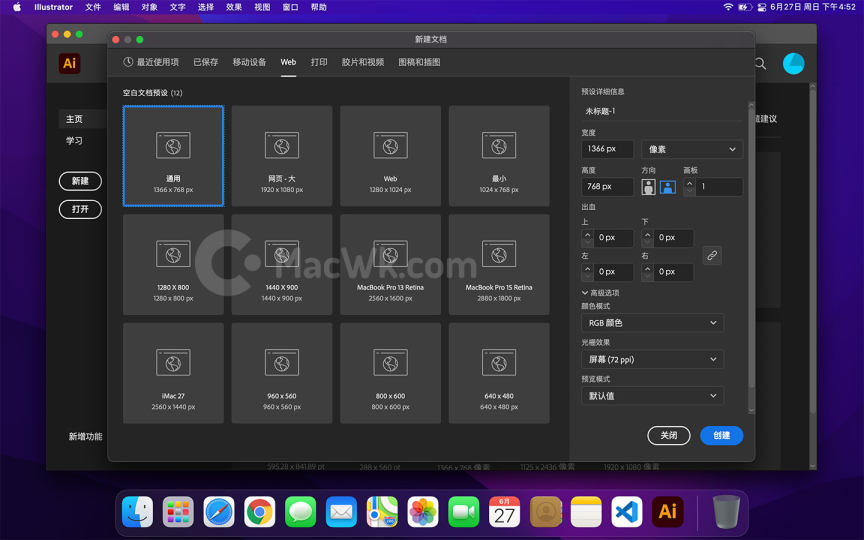 Illustrator 文件 编辑 对象 文字 选择 效果 视图 窗口 帮助 6月27日 周日 下午4:52
新建文档
Ai
最近使用项 已保存 移动设备 Web 打印 胶片和视频 图稿和插图
主页
学习
新建
打开
新增功能
空白文档预设 (12)
通用
1366 x 768 px
网页 - 大
1920 x 1080 px
Web
1280 x 1024 px
最小
1024 x 768 px
1280 X 800
1280 x 800 px
1440 X 900
1440 x 900 px
MacBook Pro 13 Retina
2560 x 1600 px
MacBook Pro 15 Retina
2880 x 1800 px
MacWk.com
iMac 27
2560 x 1440 px
960 x 560
960 x 560 px
800 x 600
800 x 600 px
640 x 480
640 x 480 px
预设详细信息
未标题-1
宽度
1366 px 像素
高度 方向 画板
768 px 1
出血
上 下
0 px 0 px
左 右
0 px 0 px
高级选项
颜色模式
RGB 颜色
光栅效果
屏幕 (72 ppi)
预览模式
默认值
关闭 创建
建议
595.28 x 841.89 pt 288 x 560 pt 1366 x 768 像素 1125 x 2436 像素 1920 x 1080 像素
6月
27
Ai